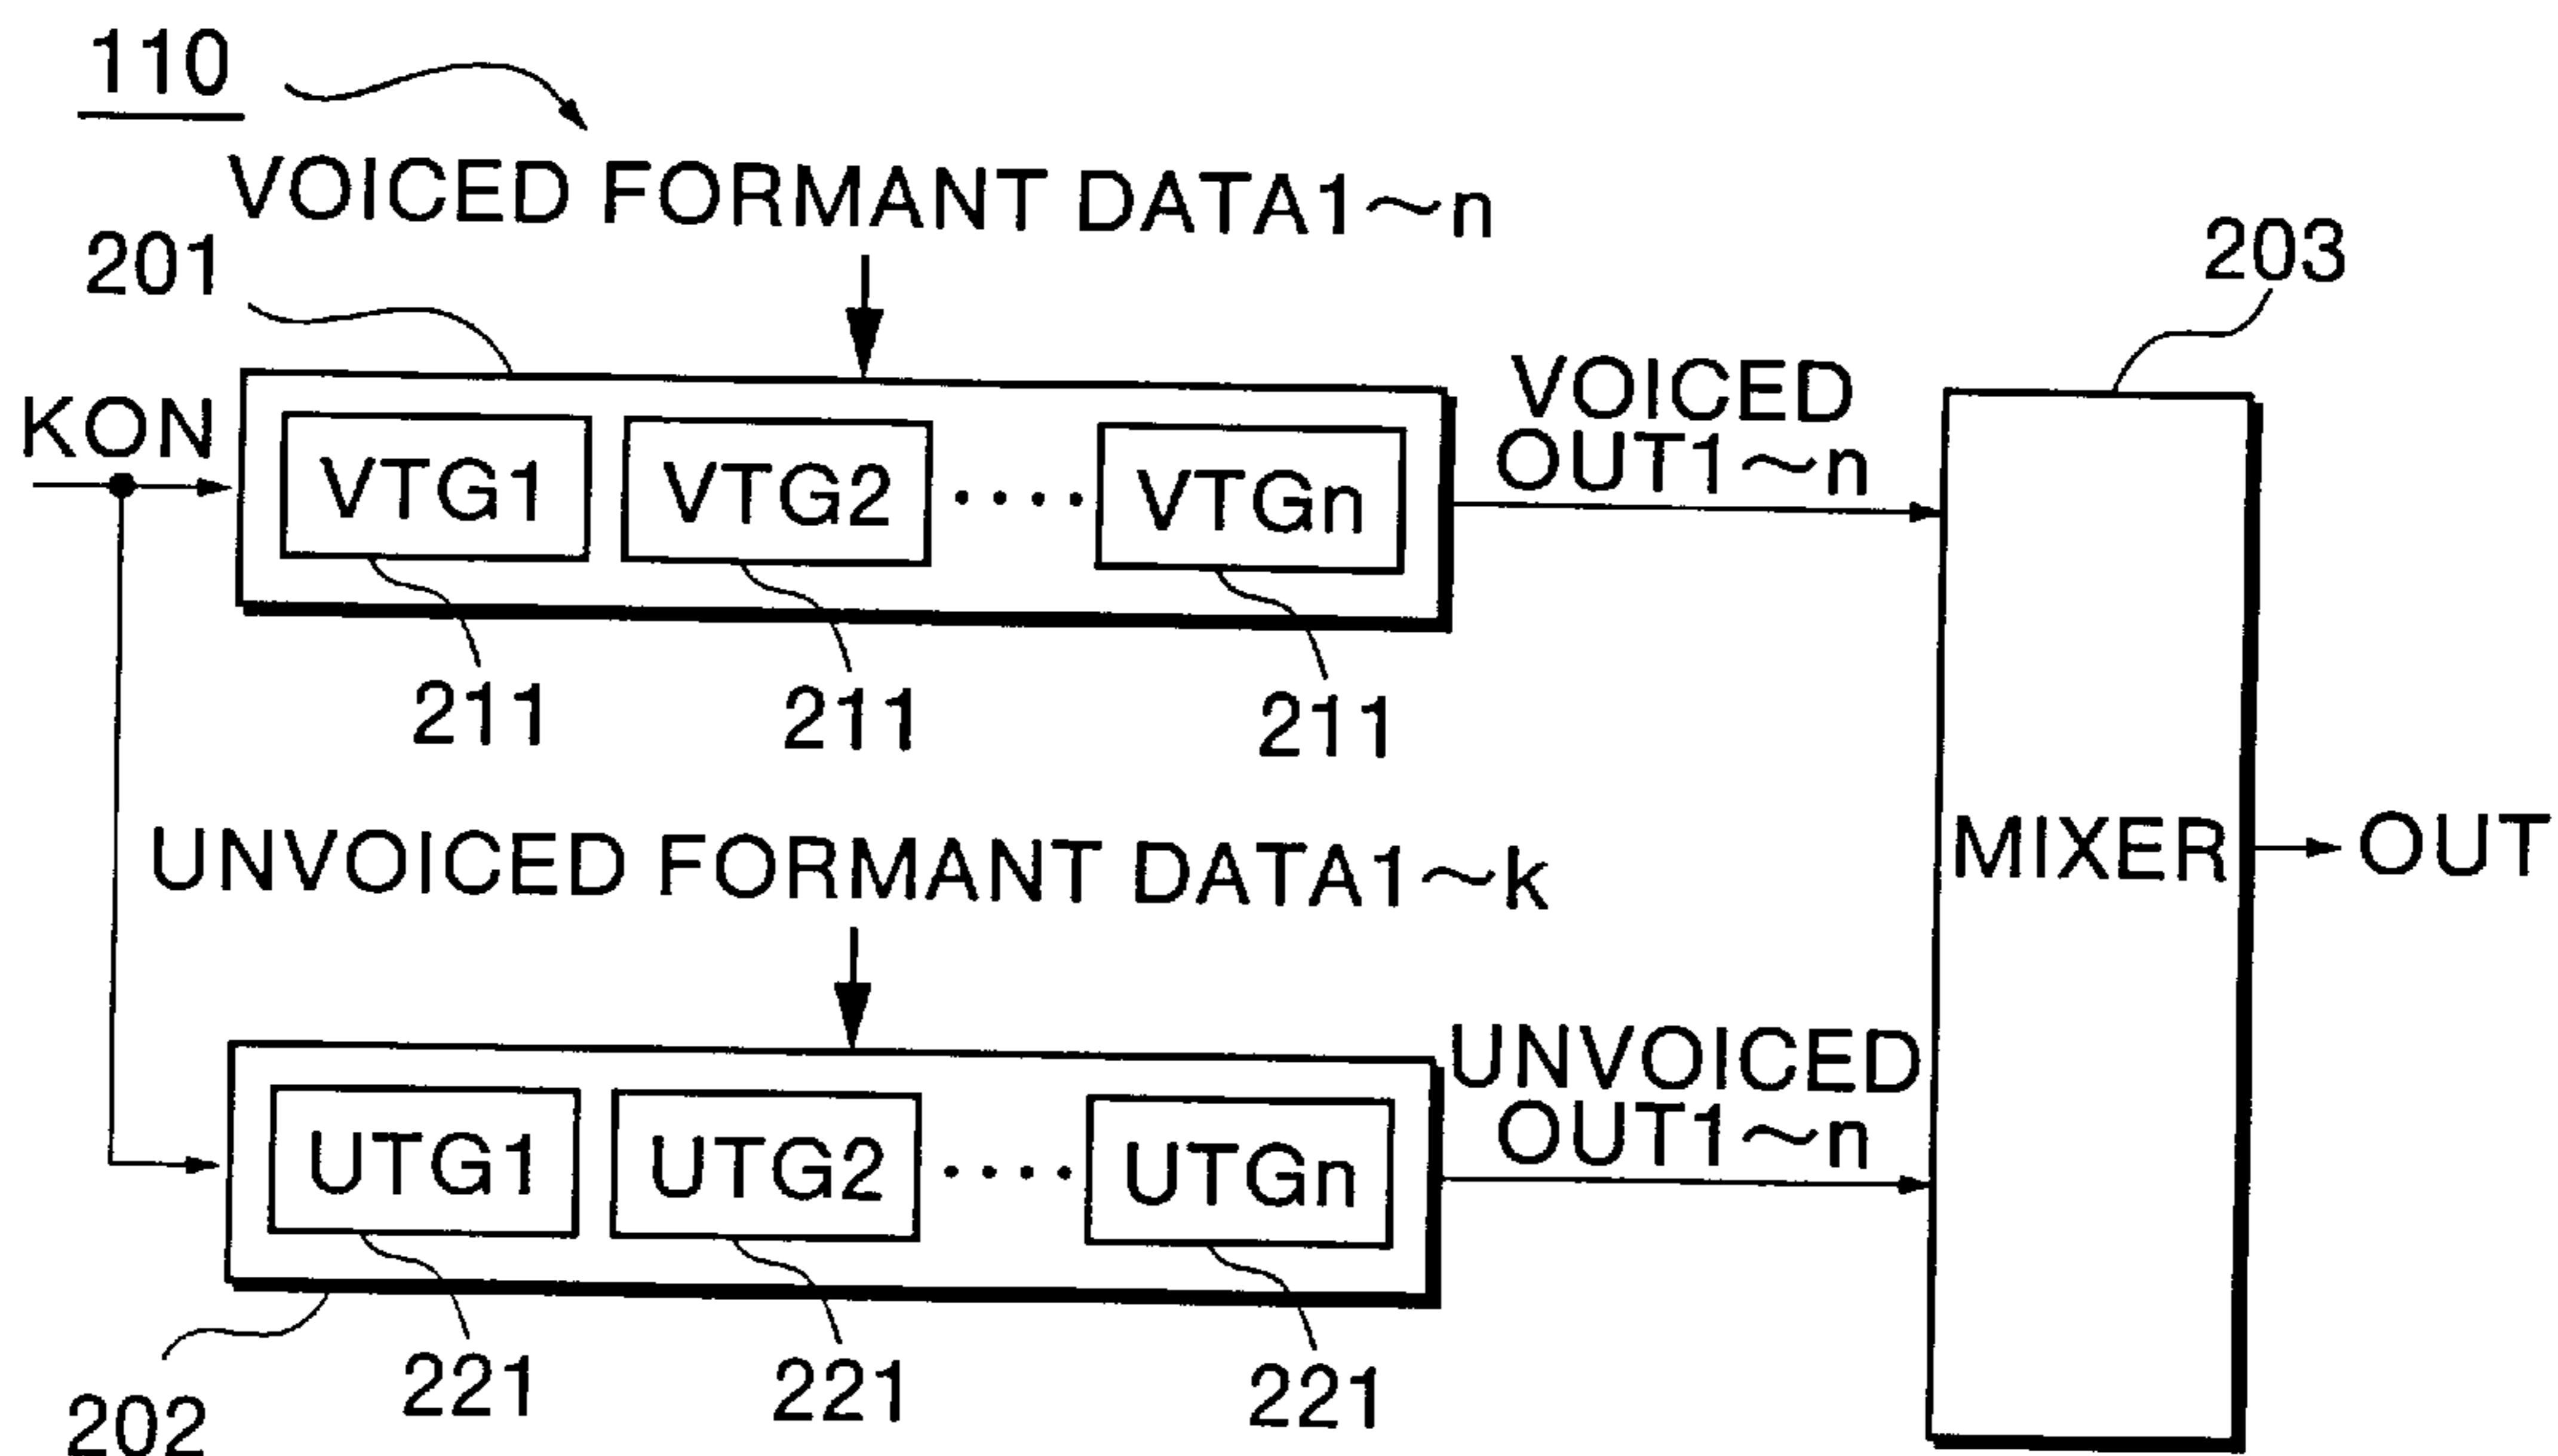 110
VOICED FORMANT DATA1~n
201
203
KON
VTG1
VTG2
....
VTGn
VOICED
OUT1~n
211
211
211
UNVOICED FORMANT DATA1~k
MIXER
OUT
UTG1
UTG2
....
UTGn
UNVOICED
OUT1~n
221
221
221
202